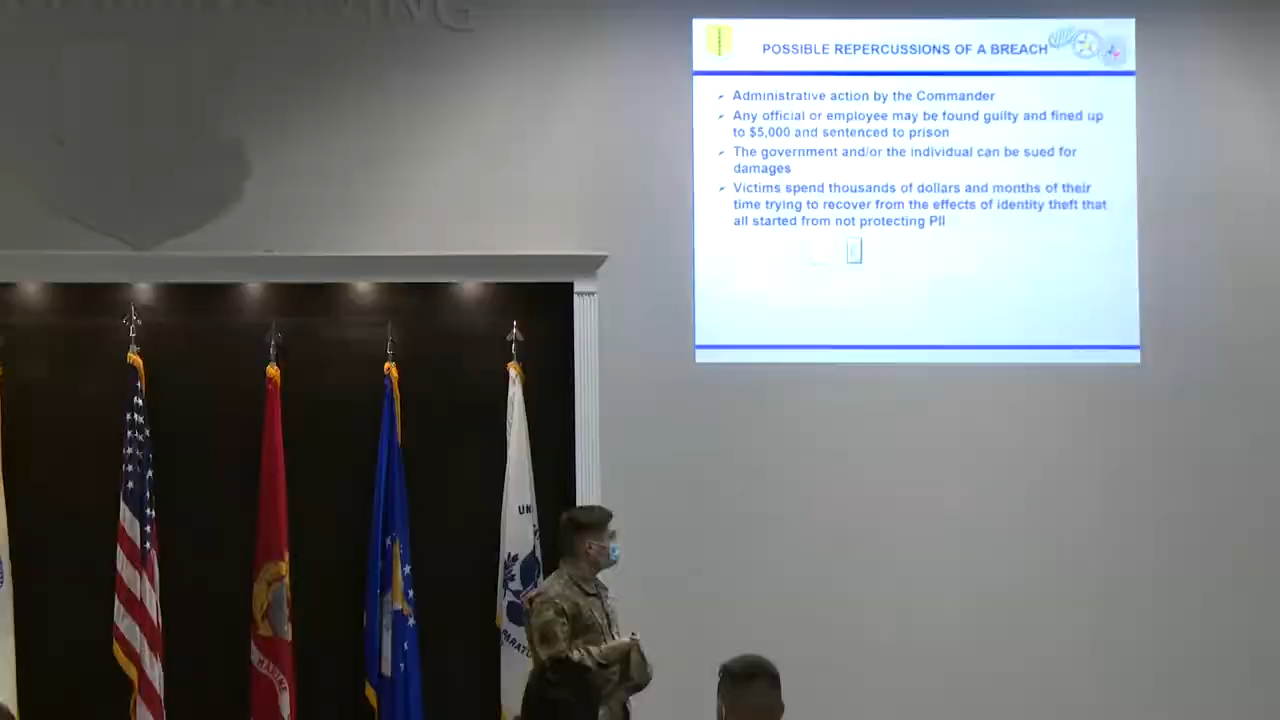 POSSIBLE REPERCUSSIONS OF A BREACH
Administrative action by the Commander
Any official or employee may be found guilty and fined up
to $5,000 and sentenced to prison
The government and/or the individual can be sued for
damages
Victims spend thousands of dollars and months of their
time trying to recover from the effects of identity theft that
all started from not protecting PII
UN
PARATU
MARINE